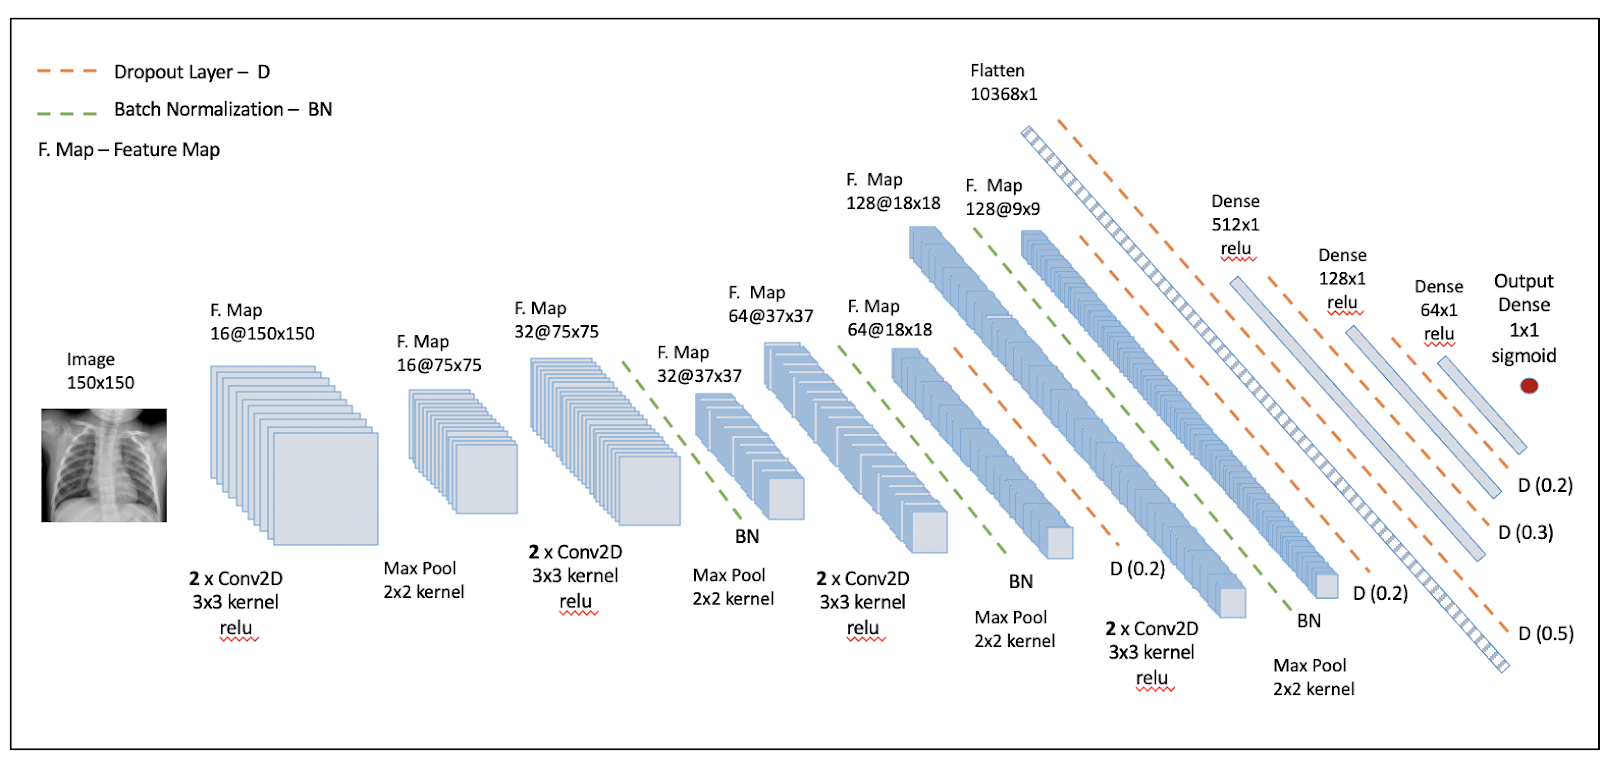 Dropout Layer – D
Batch Normalization – BN
F. Map – Feature Map
Image
150x150
F. Map
16@150x150
2 x Conv2D
3x3 kernel
relu
F. Map
16@75x75
Max Pool
2x2 kernel
F. Map
32@75x75
2 x Conv2D
3x3 kernel
relu
BN
F. Map
32@37x37
Max Pool
2x2 kernel
F. Map
64@37x37
2 x Conv2D
3x3 kernel
relu
BN
F. Map
64@18x18
Max Pool
2x2 kernel
D (0.2)
F. Map
128@18x18
2 x Conv2D
3x3 kernel
relu
BN
F. Map
128@9x9
Max Pool
2x2 kernel
D (0.2)
Flatten
10368x1
D (0.5)
Dense
512x1
relu
D (0.3)
Dense
128x1
relu
D (0.2)
Dense
64x1
relu
Output
Dense
1x1
sigmoid